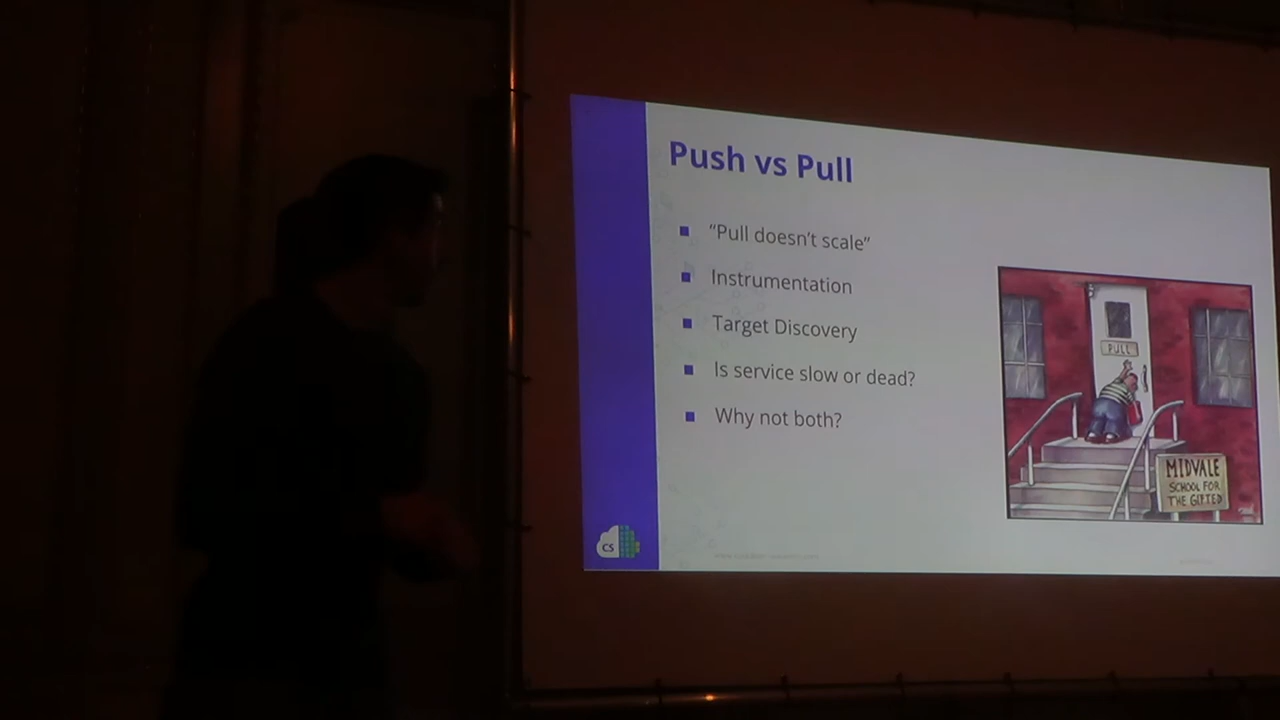 Push vs Pull
“Pull doesn’t scale”
Instrumentation
Target Discovery
Is service slow or dead?
Why not both?
PULL
MIDVALE
SCHOOL FOR
THE GIFTED
CS